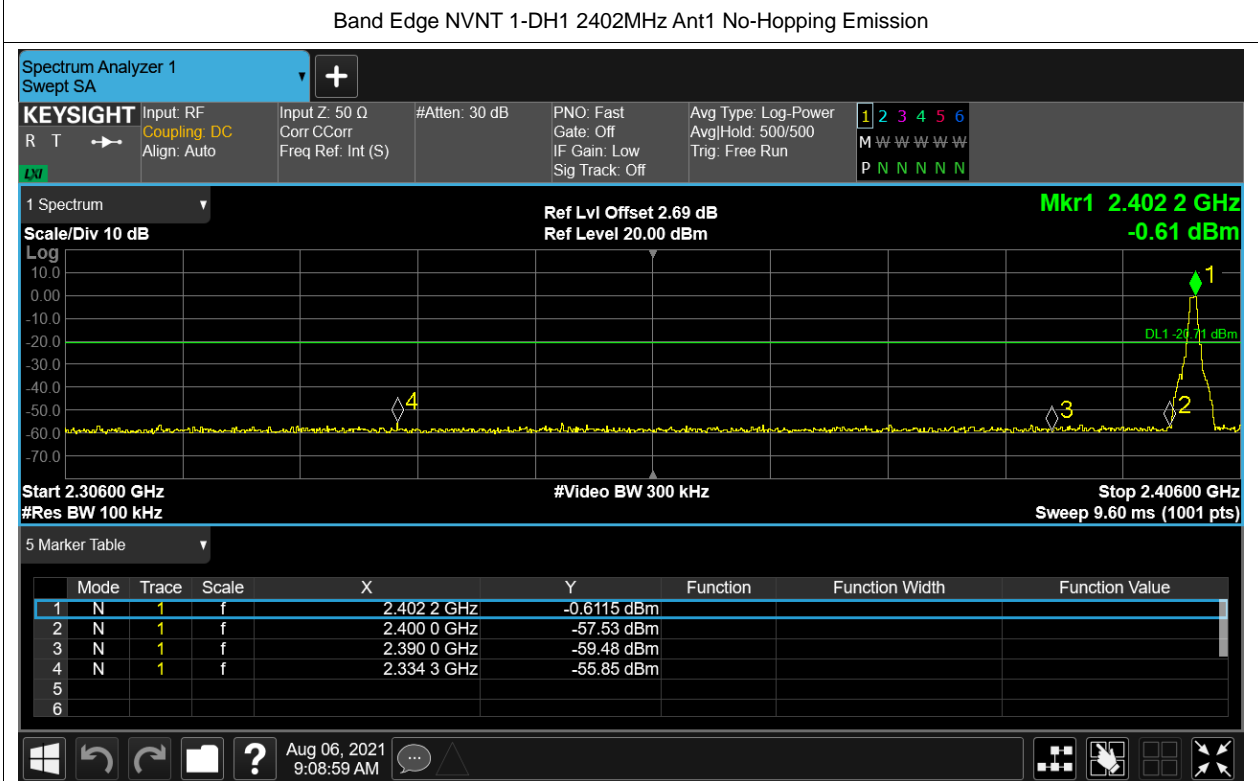 Band Edge NVNT 1-DH1 2402MHz Ant1 No-Hopping Emission
Spectrum Analyzer 1
Swept SA
KEYSIGHT
R T
LXI
Input: RF
Coupling: DC
Align: Auto
Input Z: 50 Ω
Corr CCorr
Freq Ref: Int (S)
#Atten: 30 dB
PNO: Fast
Gate: Off
IF Gain: Low
Sig Track: Off
Avg Type: Log-Power
Avg|Hold: 500/500
Trig: Free Run
1 2 3 4 5 6
M W W W W W
P N N N N N
1 Spectrum
Scale/Div 10 dB
Ref Lvl Offset 2.69 dB
Ref Level 20.00 dBm
Mkr1 2.402 2 GHz
-0.61 dBm
Log
10.0
0.00
-10.0
-20.0
-30.0
-40.0
-50.0
-60.0
-70.0
1
DL1 -20.71 dBm
4
3
2
Start 2.30600 GHz
#Video BW 300 kHz
Stop 2.40600 GHz
#Res BW 100 kHz
Sweep 9.60 ms (1001 pts)
5 Marker Table
Mode Trace Scale X Y Function Function Width Function Value
1 N 1 f 2.402 2 GHz -0.6115 dBm
2 N 1 f 2.400 0 GHz -57.53 dBm
3 N 1 f 2.390 0 GHz -59.48 dBm
4 N 1 f 2.334 3 GHz -55.85 dBm
5
6
?
Aug 06, 2021
9:08:59 AM